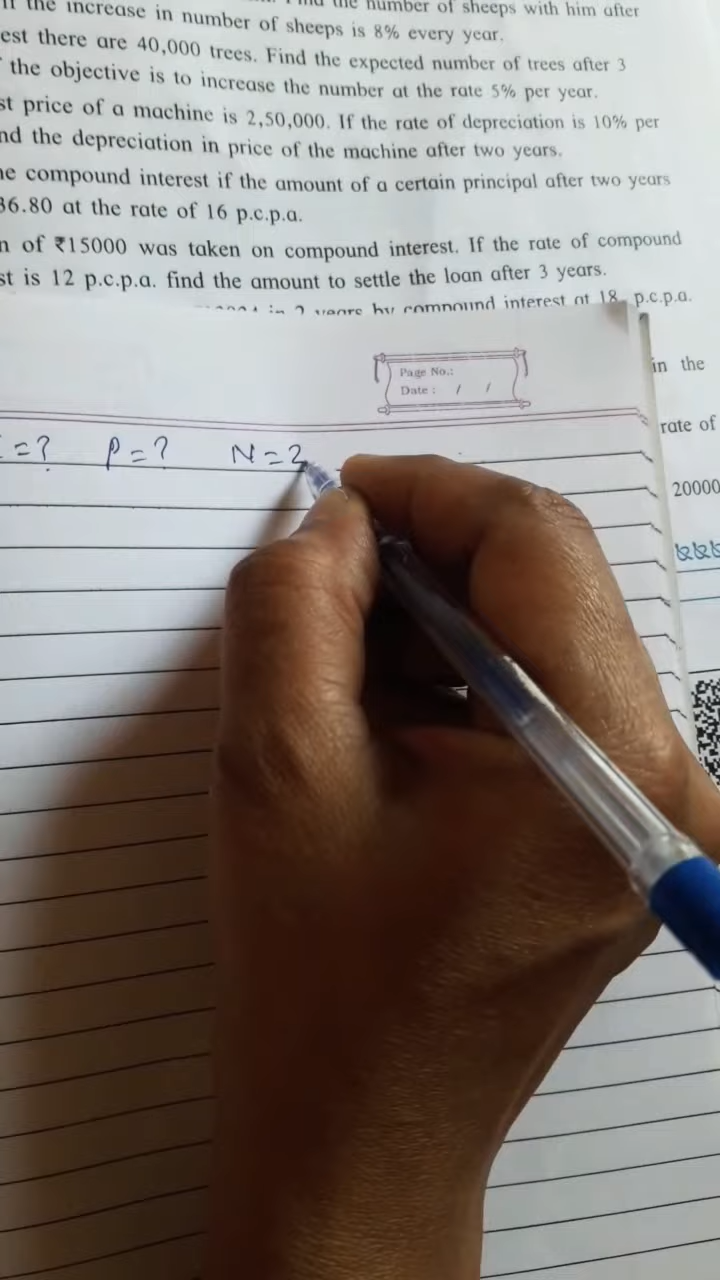 the increase in number of sheeps is 8% every year. the number of sheeps with him after
est there are 40,000 trees. Find the expected number of trees after 3
the objective is to increase the number at the rate 5% per year.
st price of a machine is 2,50,000. If the rate of depreciation is 10% per
nd the depreciation in price of the machine after two years.
e compound interest if the amount of a certain principal after two years
36.80 at the rate of 16 p.c.p.a.
n of ₹15000 was taken on compound interest. If the rate of compound
st is 12 p.c.p.a. find the amount to settle the loan after 3 years.
in 2 years by compound interest at 18 p.c.p.a.
in the
Page No.:
Date : / /
rate of
= ? P = ? N = 2
20000